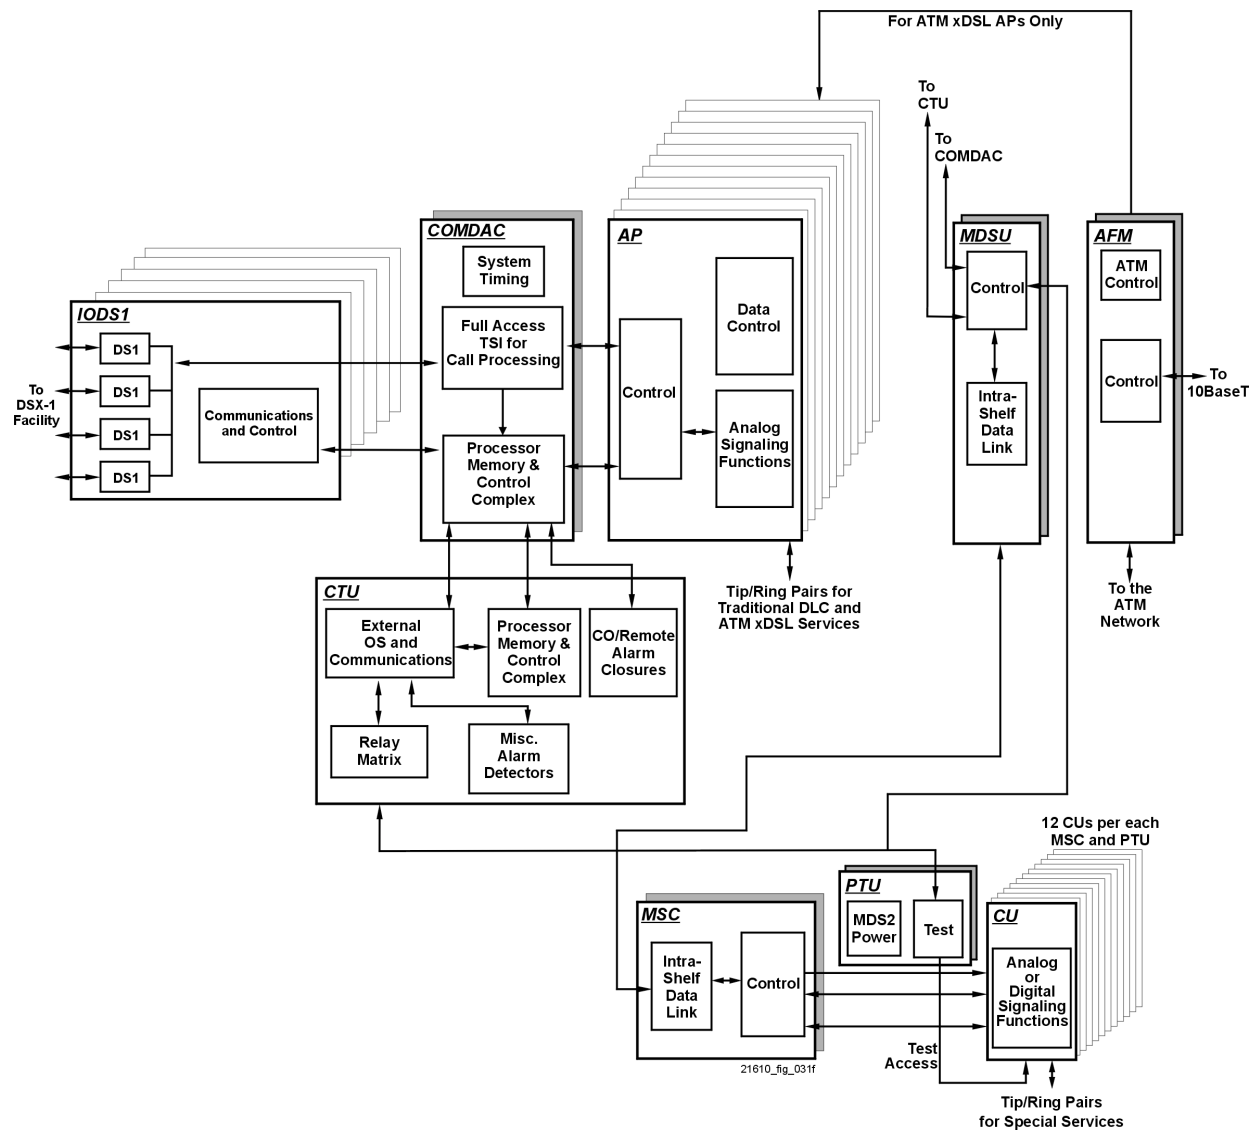 For ATM xDSL APs Only
To
CTU
To
COMDAC
COMDAC
System
Timing
Full Access
TSI for
Call Processing
Processor
Memory &
Control
Complex
AP
Control
Data
Control
Analog
Signaling
Functions
MDSU
Control
Intra-
Shelf
Data
Link
AFM
ATM
Control
Control
To
10BaseT
IODS1
DS1
DS1
DS1
DS1
To
DSX-1
Facility
Communications
and Control
Tip/Ring Pairs for
Traditional DLC and
ATM xDSL Services
To the
ATM
Network
CTU
External
OS and
Communications
Processor
Memory &
Control
Complex
CO/Remote
Alarm
Closures
Relay
Matrix
Misc.
Alarm
Detectors
12 CUs per each
MSC and PTU
PTU
MDS2
Power
Test
MSC
Intra-
Shelf
Data
Link
Control
CU
Analog
or
Digital
Signaling
Functions
Test
Access
21610_fig_031f
Tip/Ring Pairs
for Special Services